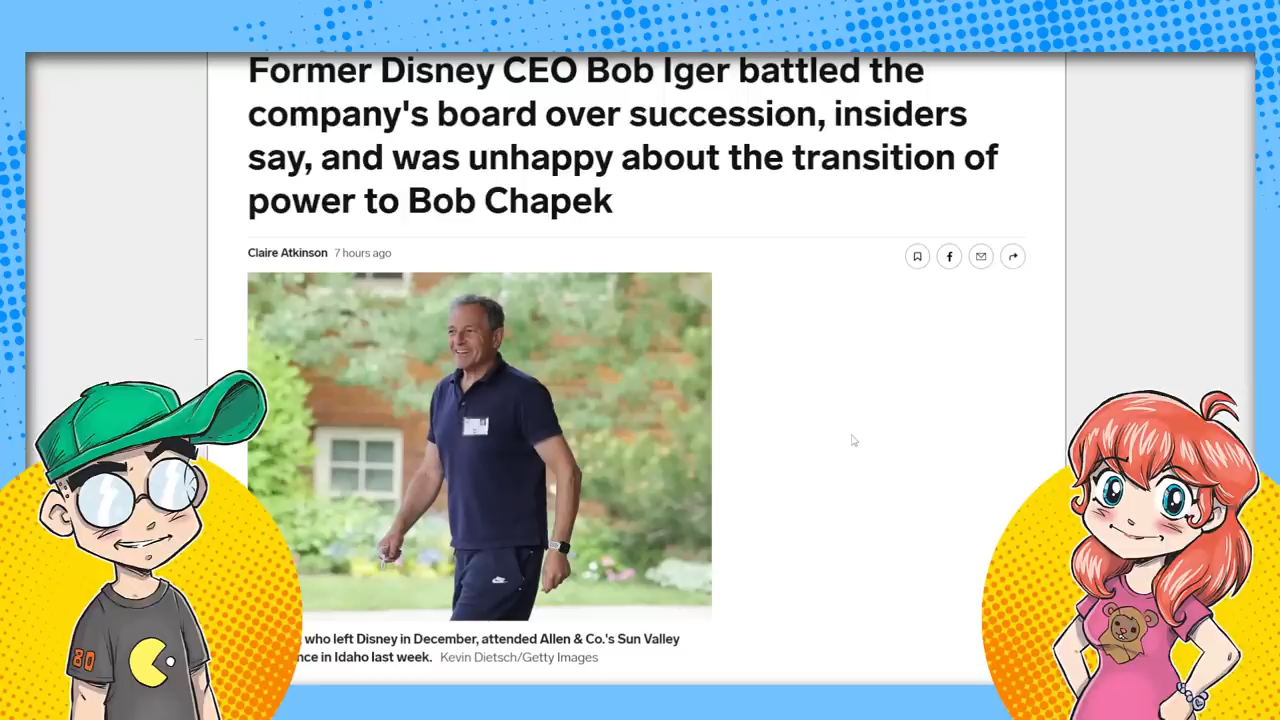 Former Disney CEO Bob Iger battled the
company's board over succession, insiders
say, and was unhappy about the transition of
power to Bob Chapek
Claire Atkinson 7 hours ago
who left Disney in December, attended Allen & Co.'s Sun Valley
in Idaho last week. Kevin Dietsch/Getty Images
80